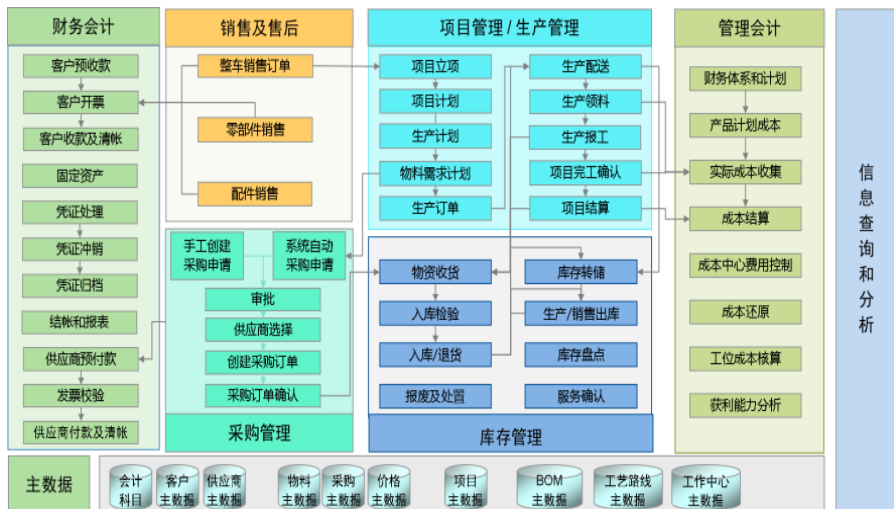 财务会计
客户预收款
客户开票
客户收款及清帐
固定资产
凭证处理
凭证冲销
凭证归档
结帐和报表
供应商预付款
发票校验
供应商付款及清帐
销售及售后
整车销售订单
零部件销售
配件销售
手工创建
采购申请
系统自动
采购申请
审批
供应商选择
创建采购订单
采购订单确认
采购管理
项目管理 / 生产管理
项目立项
项目计划
生产计划
物料需求计划
生产订单
生产配送
生产领料
生产报工
项目完工确认
项目结算
物资收货
入库检验
入库/退货
报废及处置
库存转储
生产/销售出库
库存盘点
服务确认
库存管理
管理会计
财务体系和计划
产品计划成本
实际成本收集
成本结算
成本中心费用控制
成本还原
工位成本核算
获利能力分析
信息查询和分析
主数据
会计
科目
客户
主数据
供应商
主数据
物料
主数据
采购
主数据
价格
主数据
项目
主数据
BOM
主数据
工艺路线
主数据
工作中心
主数据